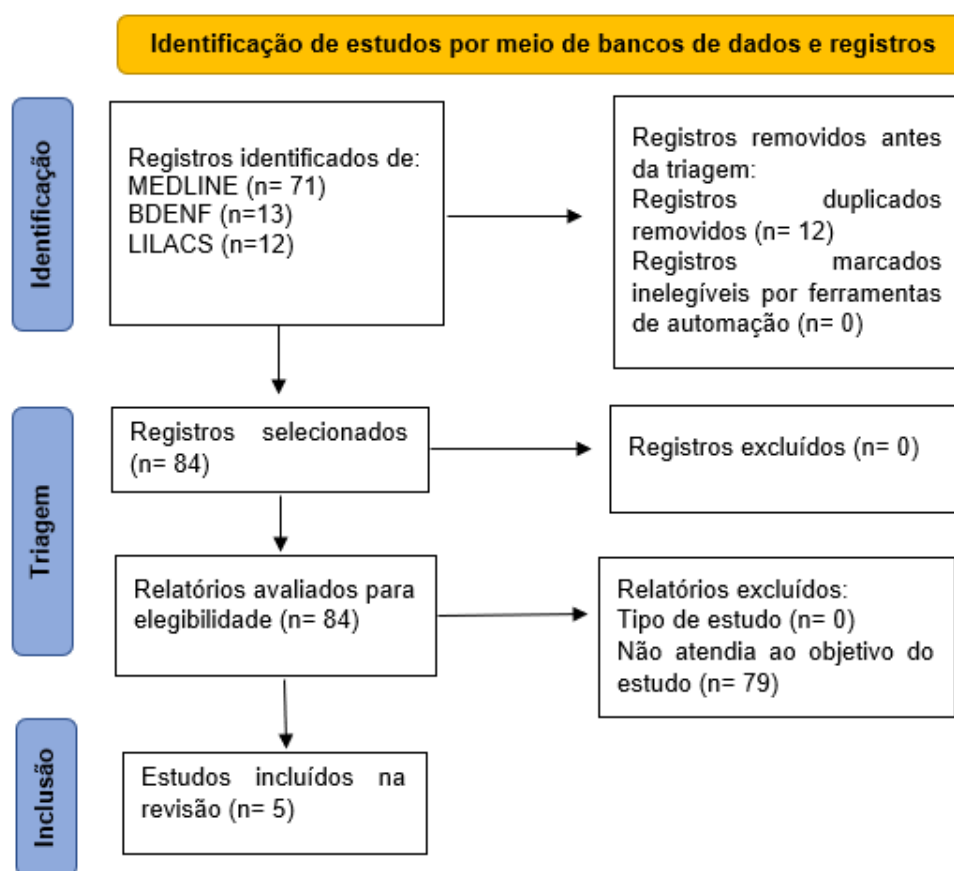 Identificação de estudos por meio de bancos de dados e registros
Identificação
Registros identificados de:
MEDLINE (n= 71)
BDENF (n=13)
LILACS (n=12)
Registros removidos antes
da triagem:
Registros duplicados
removidos (n= 12)
Registros marcados
inelegíveis por ferramentas
de automação (n= 0)
Triagem
Registros selecionados
(n= 84)
Registros excluídos (n= 0)
Relatórios avaliados para
elegibilidade (n= 84)
Relatórios excluídos:
Tipo de estudo (n= 0)
Não atendia ao objetivo do
estudo (n= 79)
Inclusão
Estudos incluídos na
revisão (n= 5)